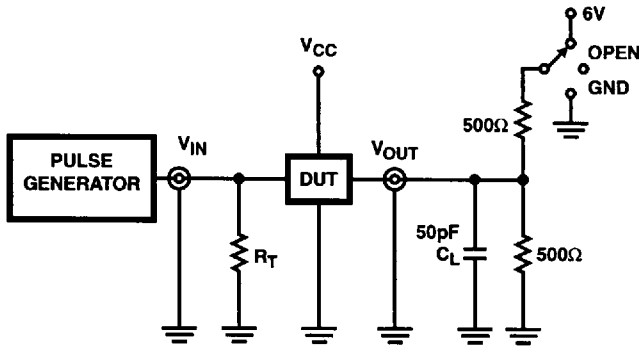 6V
OPEN
GND
500Ω
VCC
VIN
VOUT
PULSE
GENERATOR
DUT
RT
50pF
CL
500Ω